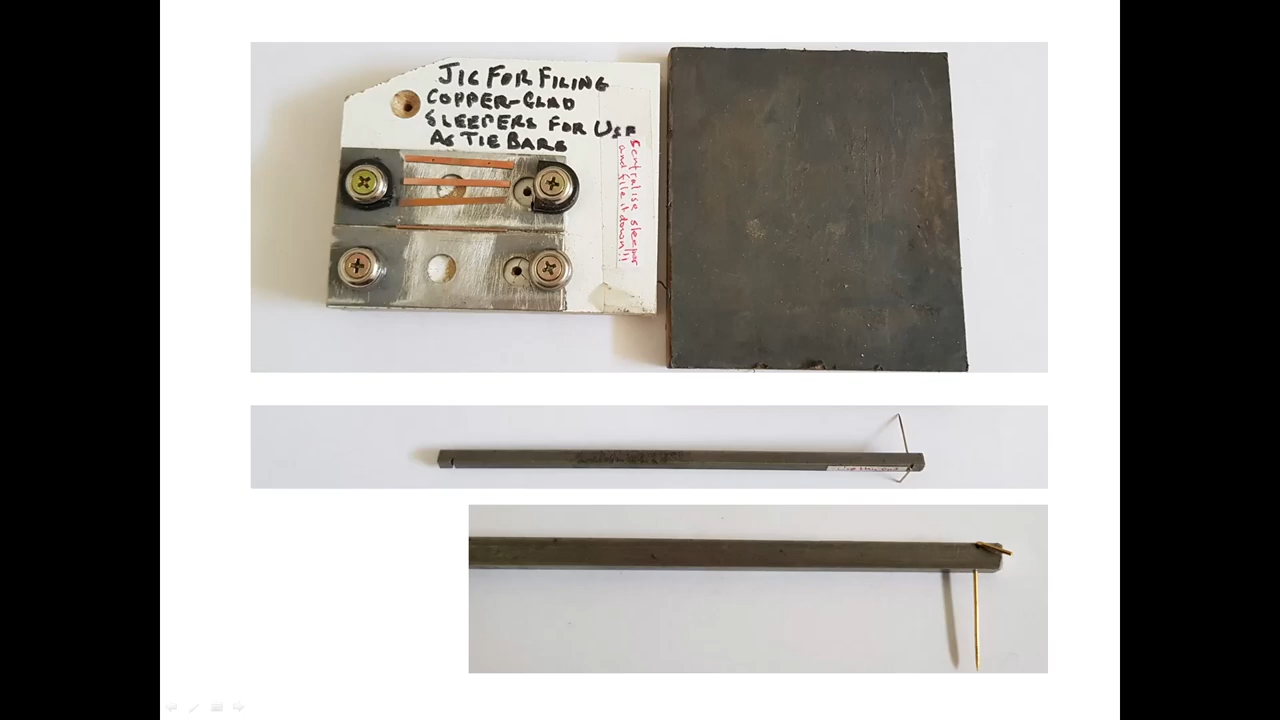 JIG FOR FILING
COPPER-CLAD
SLEEPERS FOR USE
AS TIE BARS
Centralise sleeper
and file it down!!